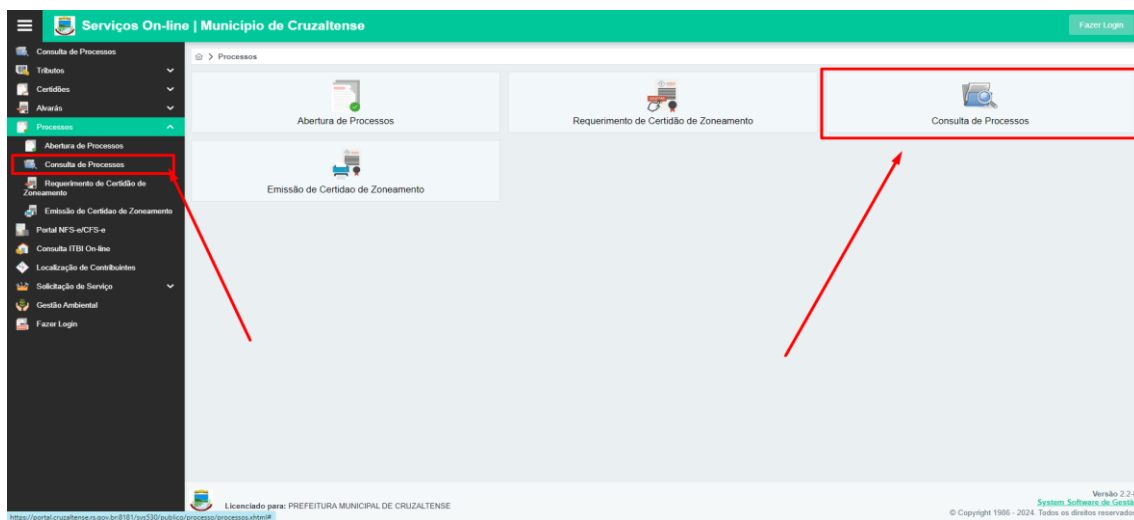 Serviços On-line | Municipio de Cruzaltense
Fazer Login
Consulta de Processos
Tributos
Certidões
Alvarás
Processos
Abertura de Processos
Consulta de Processos
Requerimento de Certidão de
Zoneamento
Emissão de Certidao de Zoneamento
Portal NFS-e/CFS-e
Consulta ITBI On-line
Localização de Contribuintes
Solicitação de Serviço
Gestão Ambiental
Fazer Login
> Processos
Abertura de Processos
Requerimento de Certidão de Zoneamento
Consulta de Processos
Emissão de Certidao de Zoneamento
Licenciado para: PREFEITURA MUNICIPAL DE CRUZALTENSE
Versão 2.2-
System Software de Gestã
© Copyright 1986 - 2024. Todos os direitos reservado
https://portal.cruzaltense.rs.gov.br:8181/sys530/publico/processo/processos.xhtml#